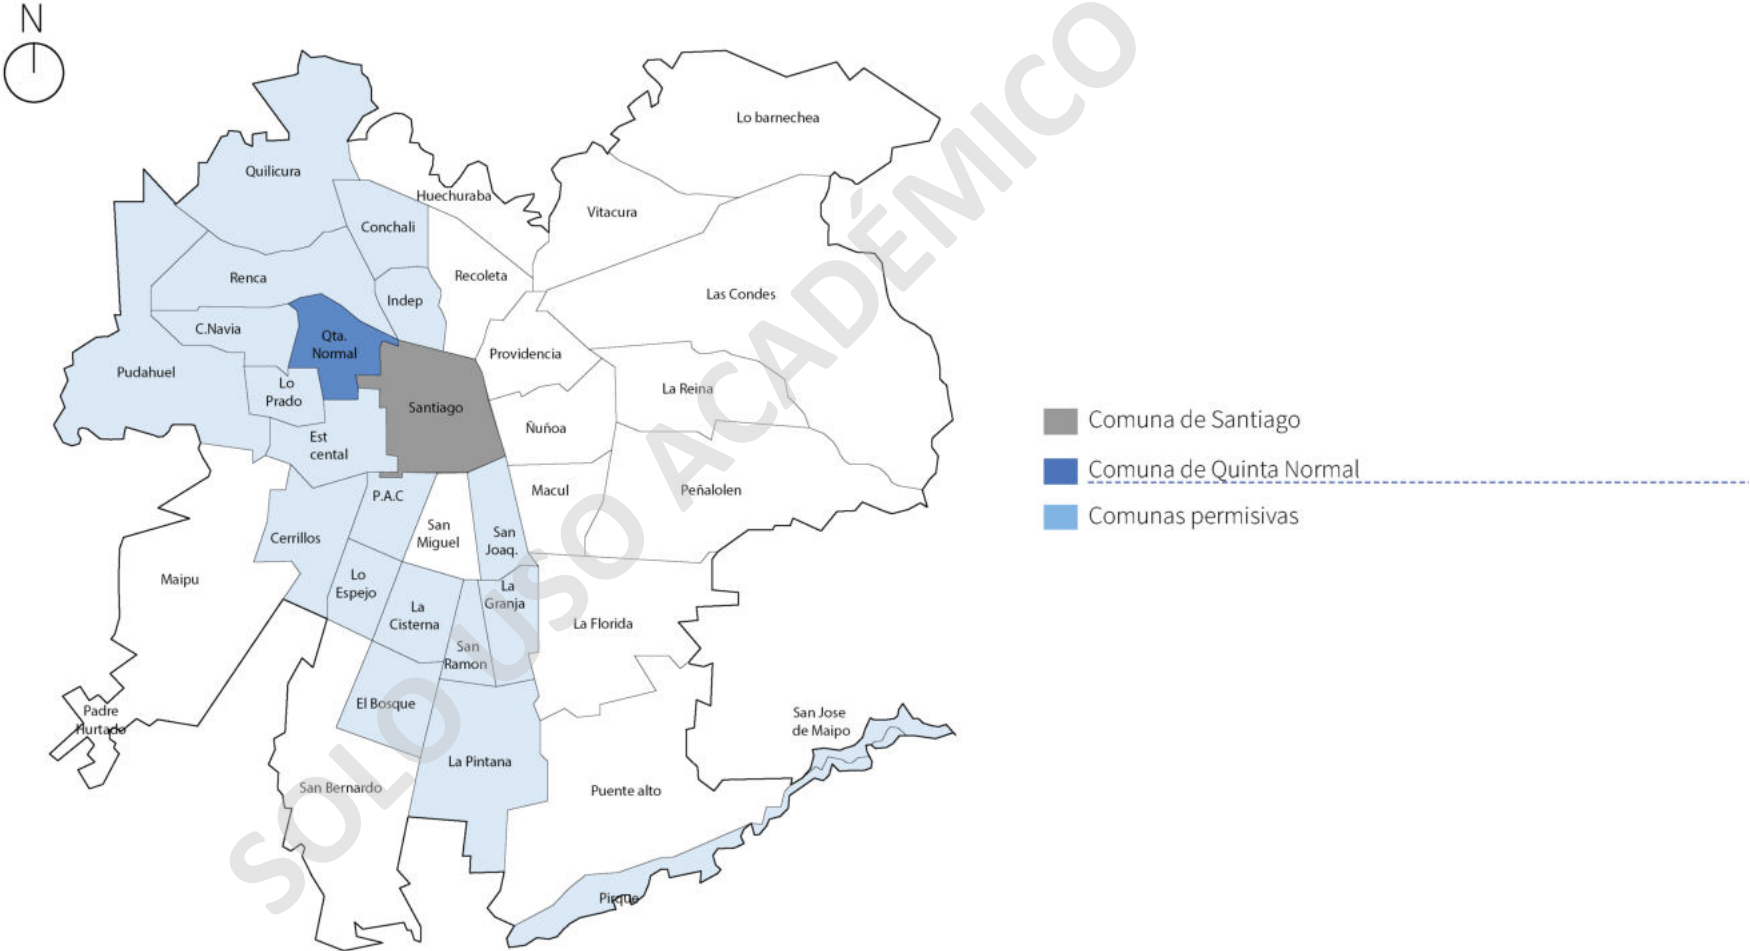 N
Lo barnechea
Quilicura
Huechuraba
Vitacura
Conchali
Recoleta
Renca
Las Condes
Indep
C.Navia
Qta.
Normal
Providencia
Pudahuel
Lo
Prado
La Reina
Santiago
Ñuñoa
Est
cental
P.A.C
Macul
Peñalolen
San
Miguel
San
Joaq.
Cerrillos
Maipu
Lo
Espejo
La
Granja
La
Cisterna
La Florida
San
Ramon
El Bosque
Padre
Hurtado
San Jose
de Maipo
La Pintana
San Bernardo
Puente alto
Pirque
Comuna de Santiago
Comuna de Quinta Normal
Comunas permisivas
SOLO USO ACADÉMICO